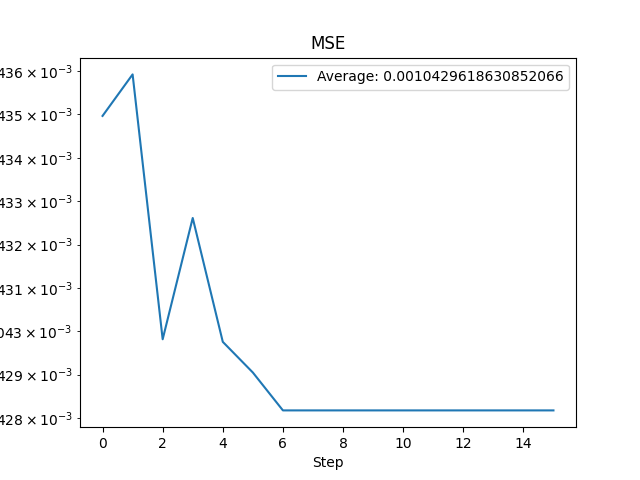 MSE
Average: 0.0010429618630852066
436 × 10⁻³
435 × 10⁻³
434 × 10⁻³
433 × 10⁻³
432 × 10⁻³
431 × 10⁻³
043 × 10⁻³
429 × 10⁻³
428 × 10⁻³
0 2 4 6 8 10 12 14
Step